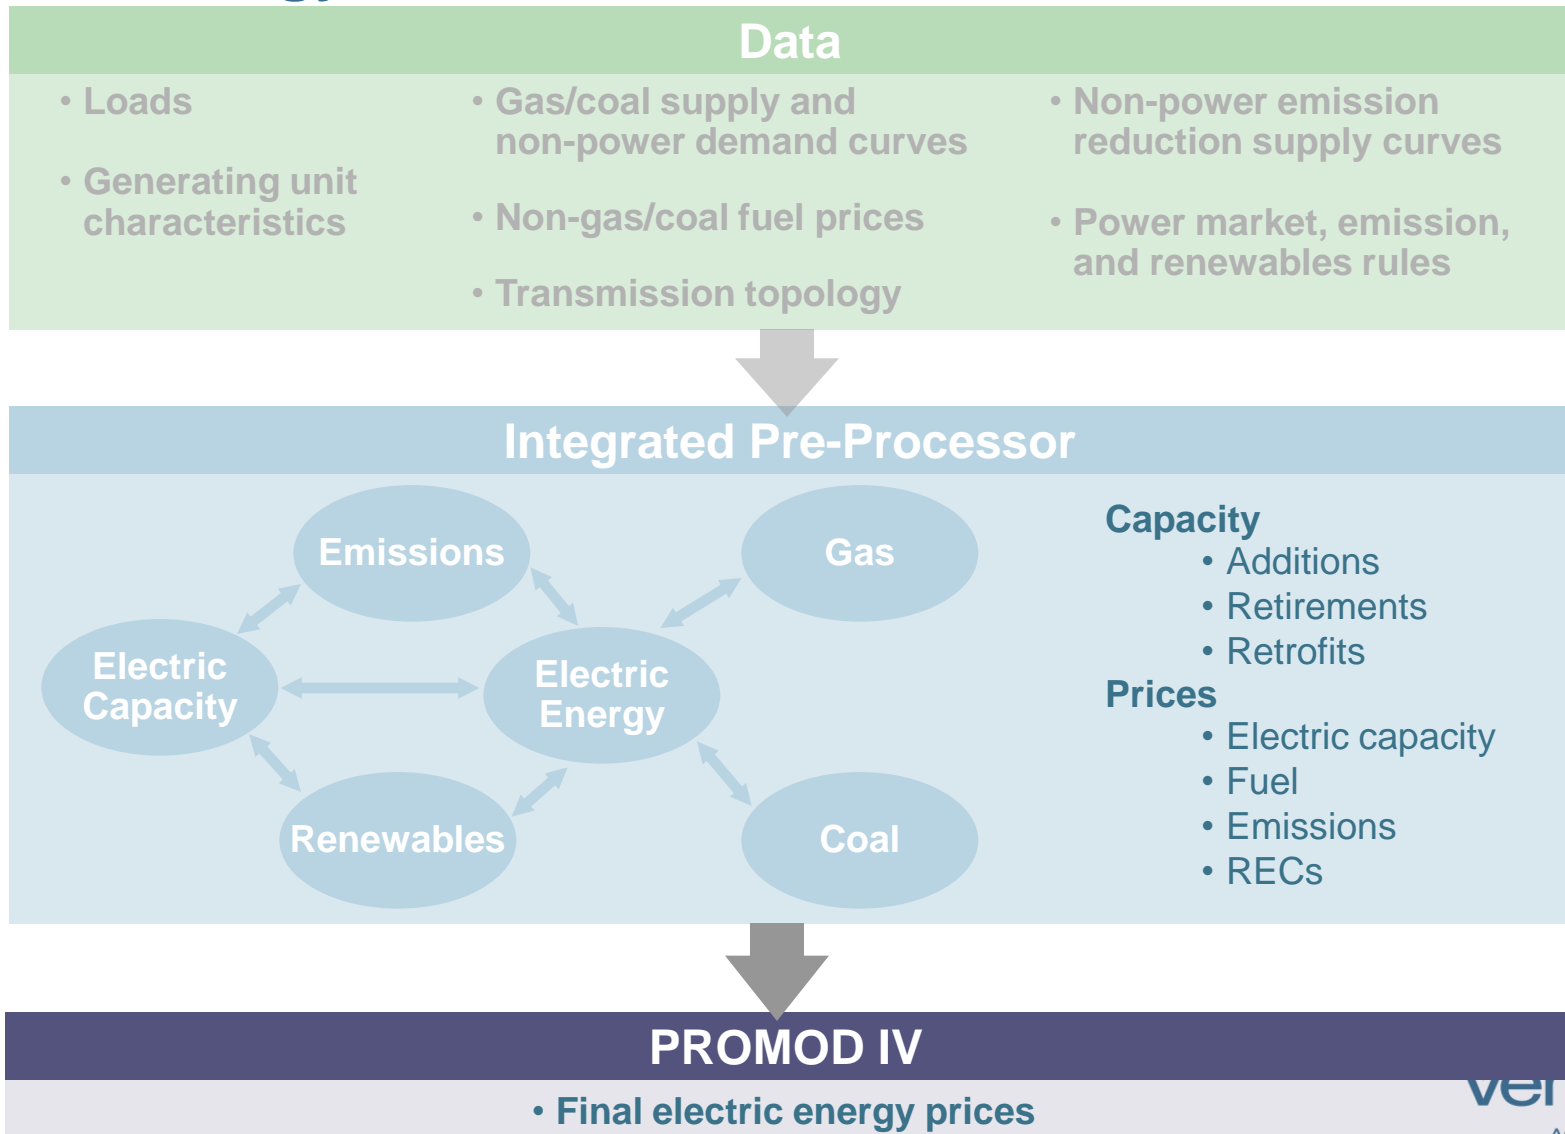 Data
• Loads
• Generating unit
characteristics
• Gas/coal supply and
non-power demand curves
• Non-gas/coal fuel prices
• Transmission topology
• Non-power emission
reduction supply curves
• Power market, emission,
and renewables rules
Integrated Pre-Processor
Emissions
Gas
Electric
Capacity
Electric
Energy
Renewables
Coal
Capacity
• Additions
• Retirements
• Retrofits
Prices
• Electric capacity
• Fuel
• Emissions
• RECs
PROMOD IV
• Final electric energy prices